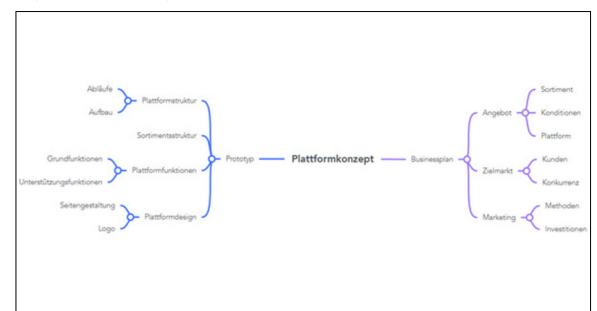 Abläufe
Aufbau
Plattformstruktur
Sortimentsstruktur
Grundfunktionen
Unterstützungsfunktionen
Plattformfunktionen
Seitengestaltung
Logo
Plattformdesign
Prototyp
Plattformkonzept
Businessplan
Angebot
Sortiment
Konditionen
Plattform
Zielmarkt
Kunden
Konkurrenz
Marketing
Methoden
Investitionen